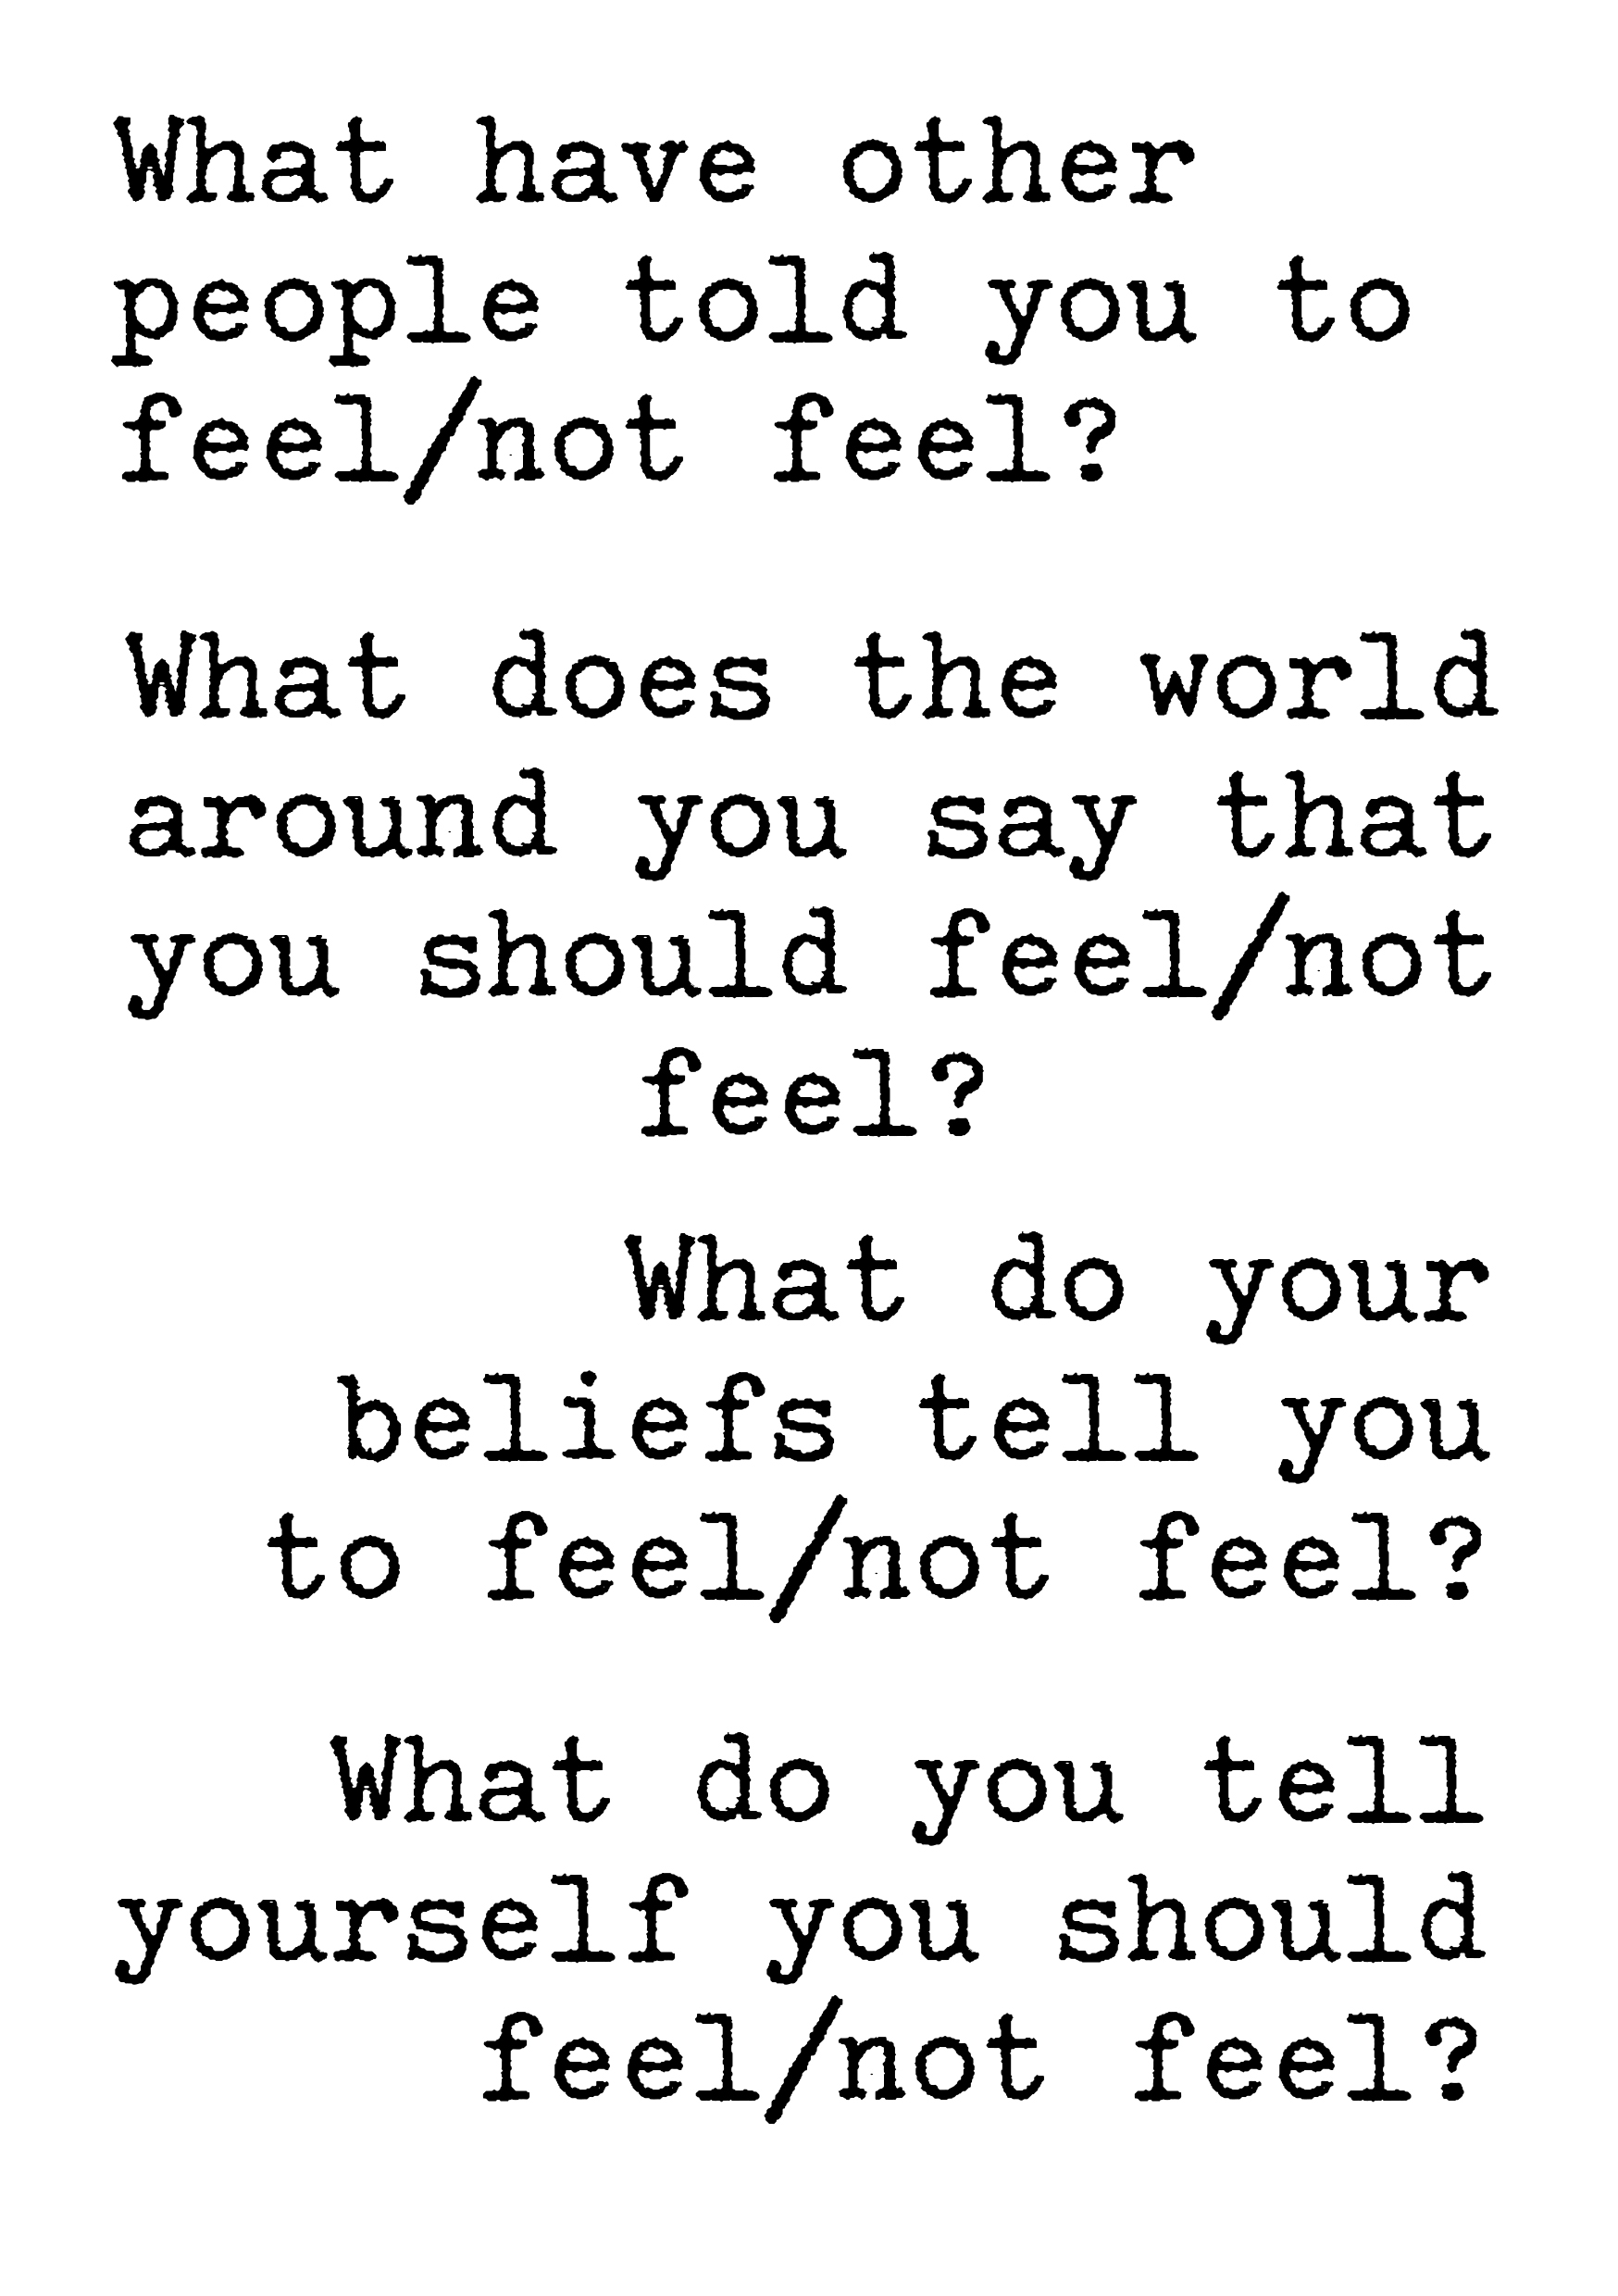 What have other
people told you to
feel/not feel?
What does the world
around you say that
you should feel/not
feel?
What do your
beliefs tell you
to feel/not feel?
What do you tell
yourself you should
feel/not feel?